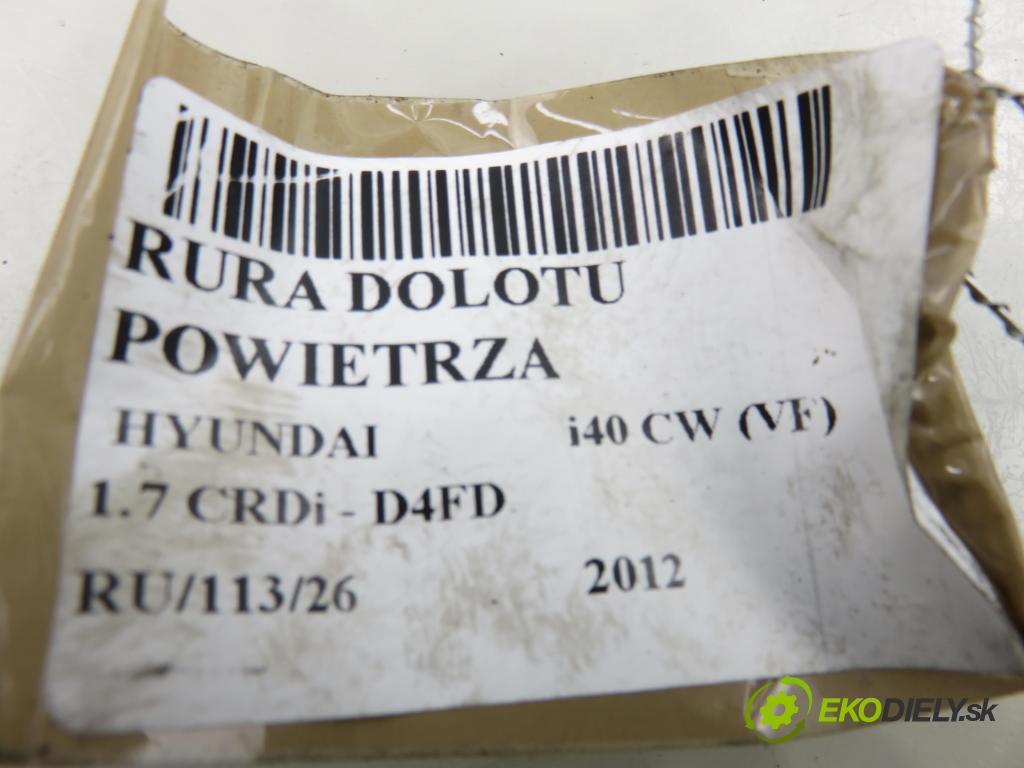 RURA DOLOTU
POWIETRZA
HYUNDAI i40 CW (VF)
1.7 CRDi - D4FD
RU/113/26 2012
EKODIELY.sk